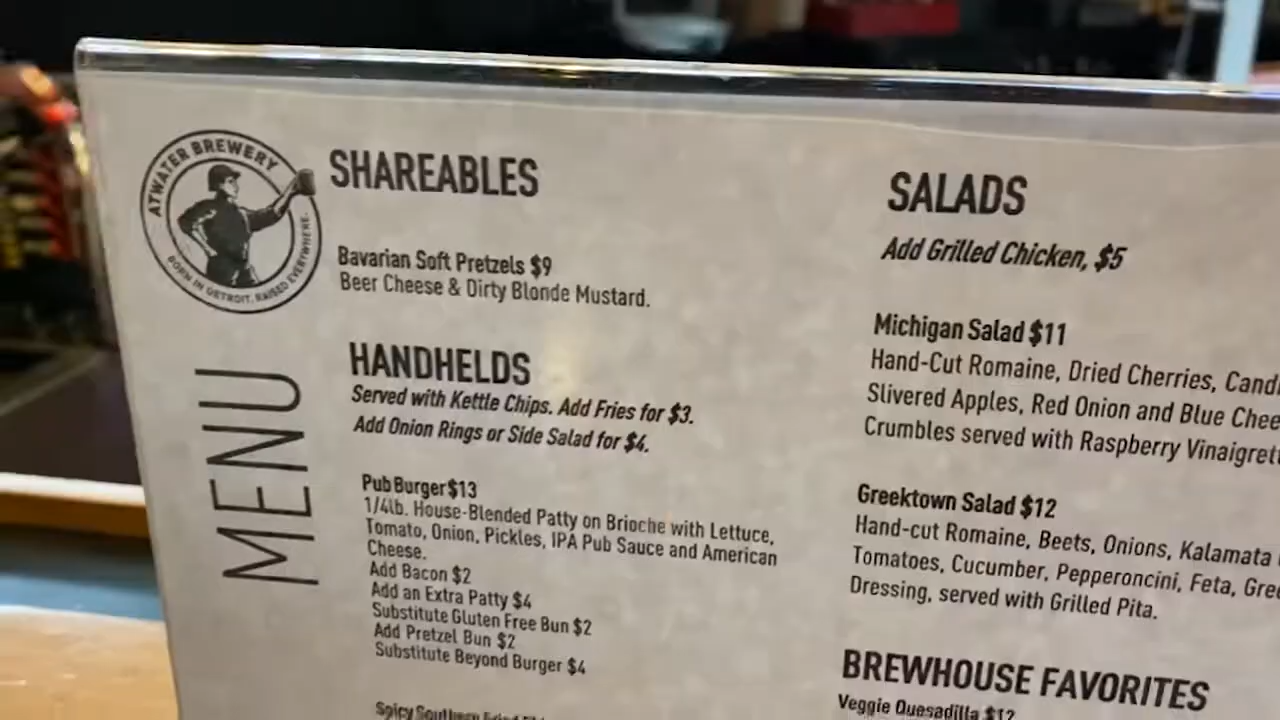 ATWATER BREWERY
BORN IN DETROIT. RAISED EVERYWHERE.
MENU
SHAREABLES
Bavarian Soft Pretzels $9
Beer Cheese & Dirty Blonde Mustard.
HANDHELDS
Served with Kettle Chips. Add Fries for $3.
Add Onion Rings or Side Salad for $4.
Pub Burger $13
1/4lb. House-Blended Patty on Brioche with Lettuce,
Tomato, Onion, Pickles, IPA Pub Sauce and American
Cheese.
Add Bacon $2
Add an Extra Patty $4
Substitute Gluten Free Bun $2
Add Pretzel Bun $2
Substitute Beyond Burger $4
Spicy Southern Fried
SALADS
Add Grilled Chicken, $5
Michigan Salad $11
Hand-Cut Romaine, Dried Cherries,
Slivered Apples, Red Onion and Blue
Crumbles served with Raspberry
Greektown Salad $12
Hand-cut Romaine, Beets, Onions, Kalamata
Tomatoes, Cucumber, Pepperoncini, Feta,
Dressing, served with Grilled Pita.
BREWHOUSE FAVORITES
Veggie Quesadilla $12